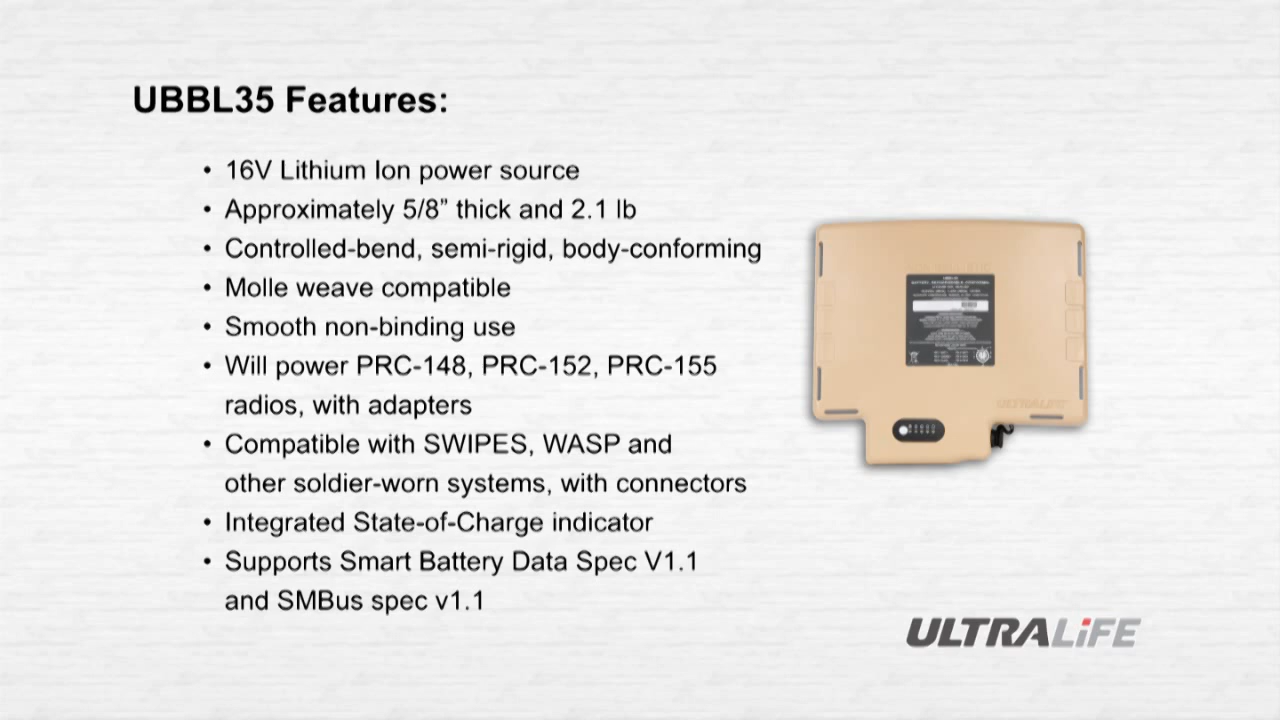 UBBL35 Features:
• 16V Lithium Ion power source
• Approximately 5/8” thick and 2.1 lb
• Controlled-bend, semi-rigid, body-conforming
• Molle weave compatible
• Smooth non-binding use
• Will power PRC-148, PRC-152, PRC-155
radios, with adapters
• Compatible with SWIPES, WASP and
other soldier-worn systems, with connectors
• Integrated State-of-Charge indicator
• Supports Smart Battery Data Spec V1.1
and SMBus spec v1.1
ULTRALIFE
ULTRALiFE